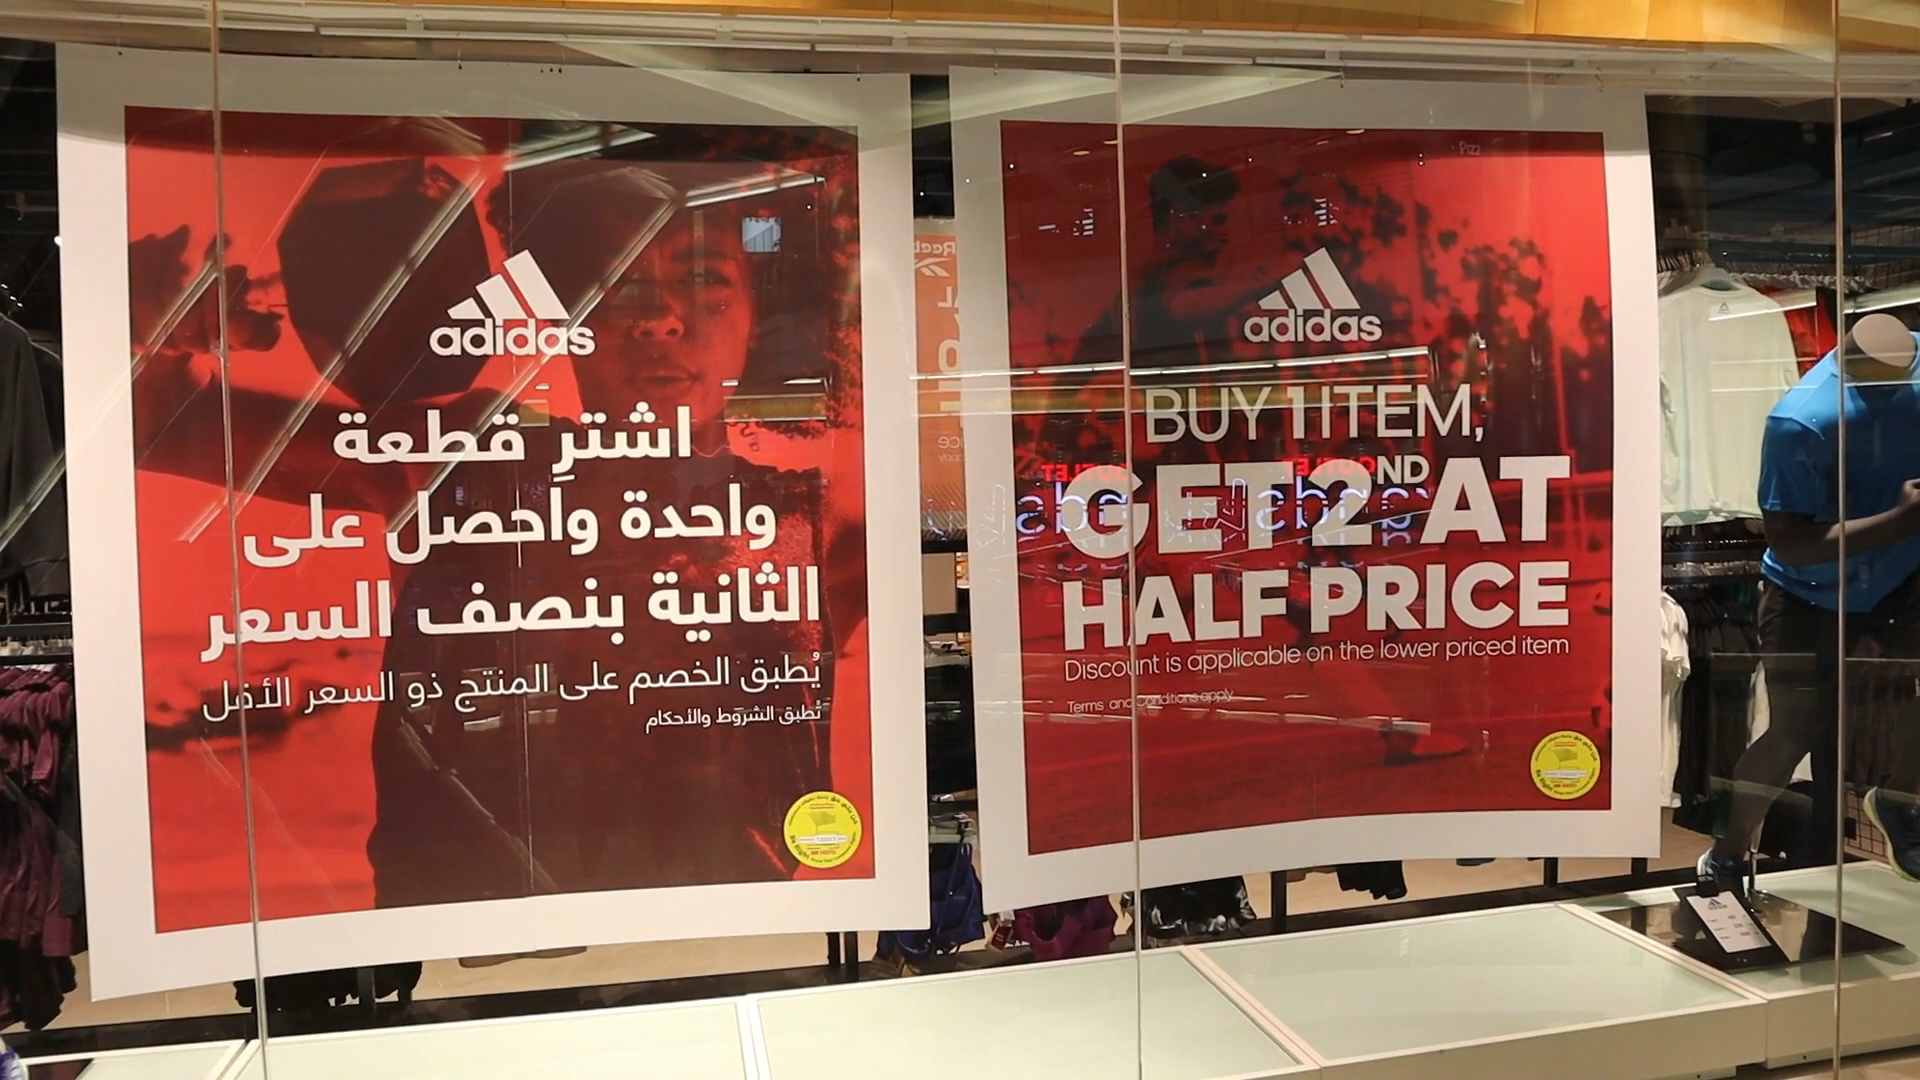 adidas
اشترِ قطعة
واحدة واحصل على
الثانية بنصف السعر
يُطبق الخصم على المنتج ذو السعر الأقل
تُطبق الشروط والأحكام
adidas
BUY 1 ITEM,
GET 2ND AT
HALF PRICE
Discount is applicable on the lower priced item
Terms and Conditions apply